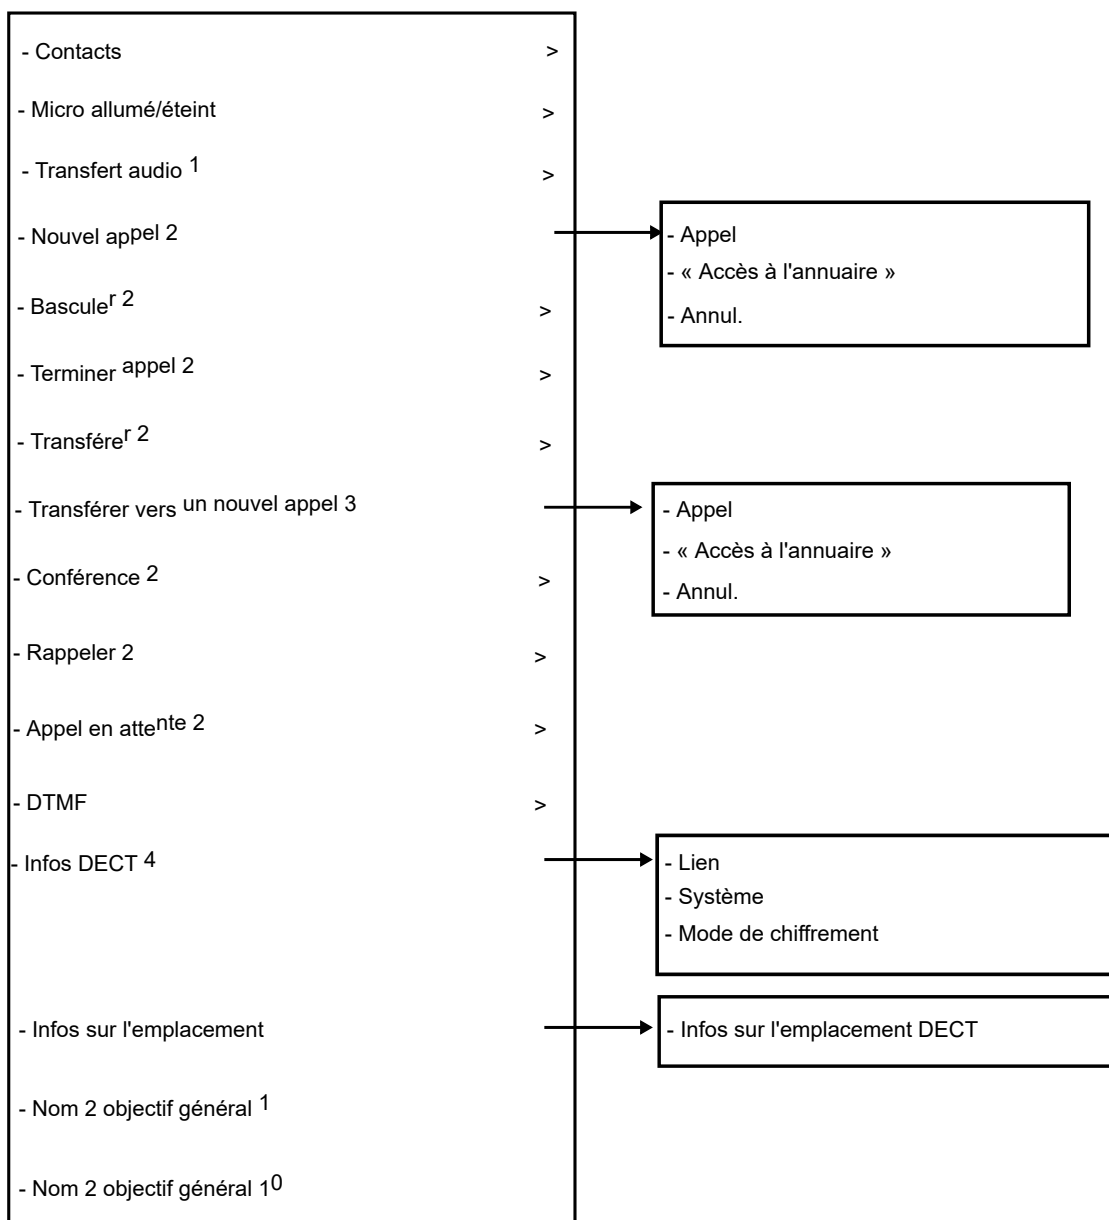 - Contacts >
- Micro allumé/éteint >
- Transfert audio 1 >
- Nouvel appel 2
- Appel
- « Accès à l'annuaire »
- Annul.
- Basculer 2 >
- Terminer appel 2 >
- Transférer 2 >
- Transférer vers un nouvel appel 3
- Appel
- « Accès à l'annuaire »
- Annul.
- Conférence 2 >
- Rappeler 2 >
- Appel en attente 2 >
- DTMF >
- Infos DECT 4
- Lien
- Système
- Mode de chiffrement
- Infos sur l'emplacement
- Infos sur l'emplacement DECT
- Nom 2 objectif général 1
- Nom 2 objectif général 10